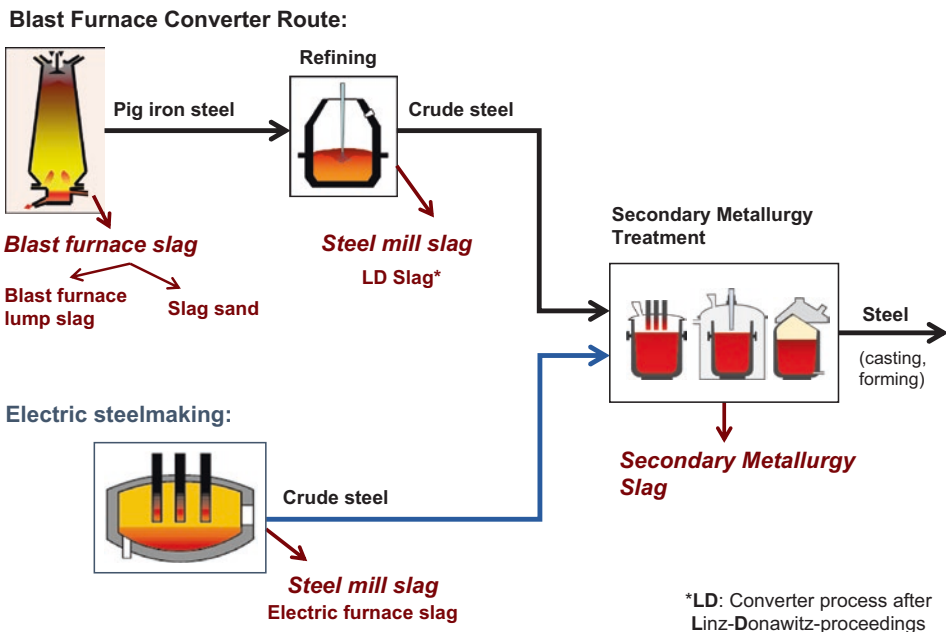 Blast Furnace Converter Route:
Refining
Pig iron steel
Crude steel
Blast furnace slag
Blast furnace
lump slag
Slag sand
Steel mill slag
LD Slag*
Secondary Metallurgy
Treatment
Steel
(casting,
forming)
Secondary Metallurgy
Slag
Electric steelmaking:
Crude steel
Steel mill slag
Electric furnace slag
*LD: Converter process after
Linz-Donawitz-proceedings